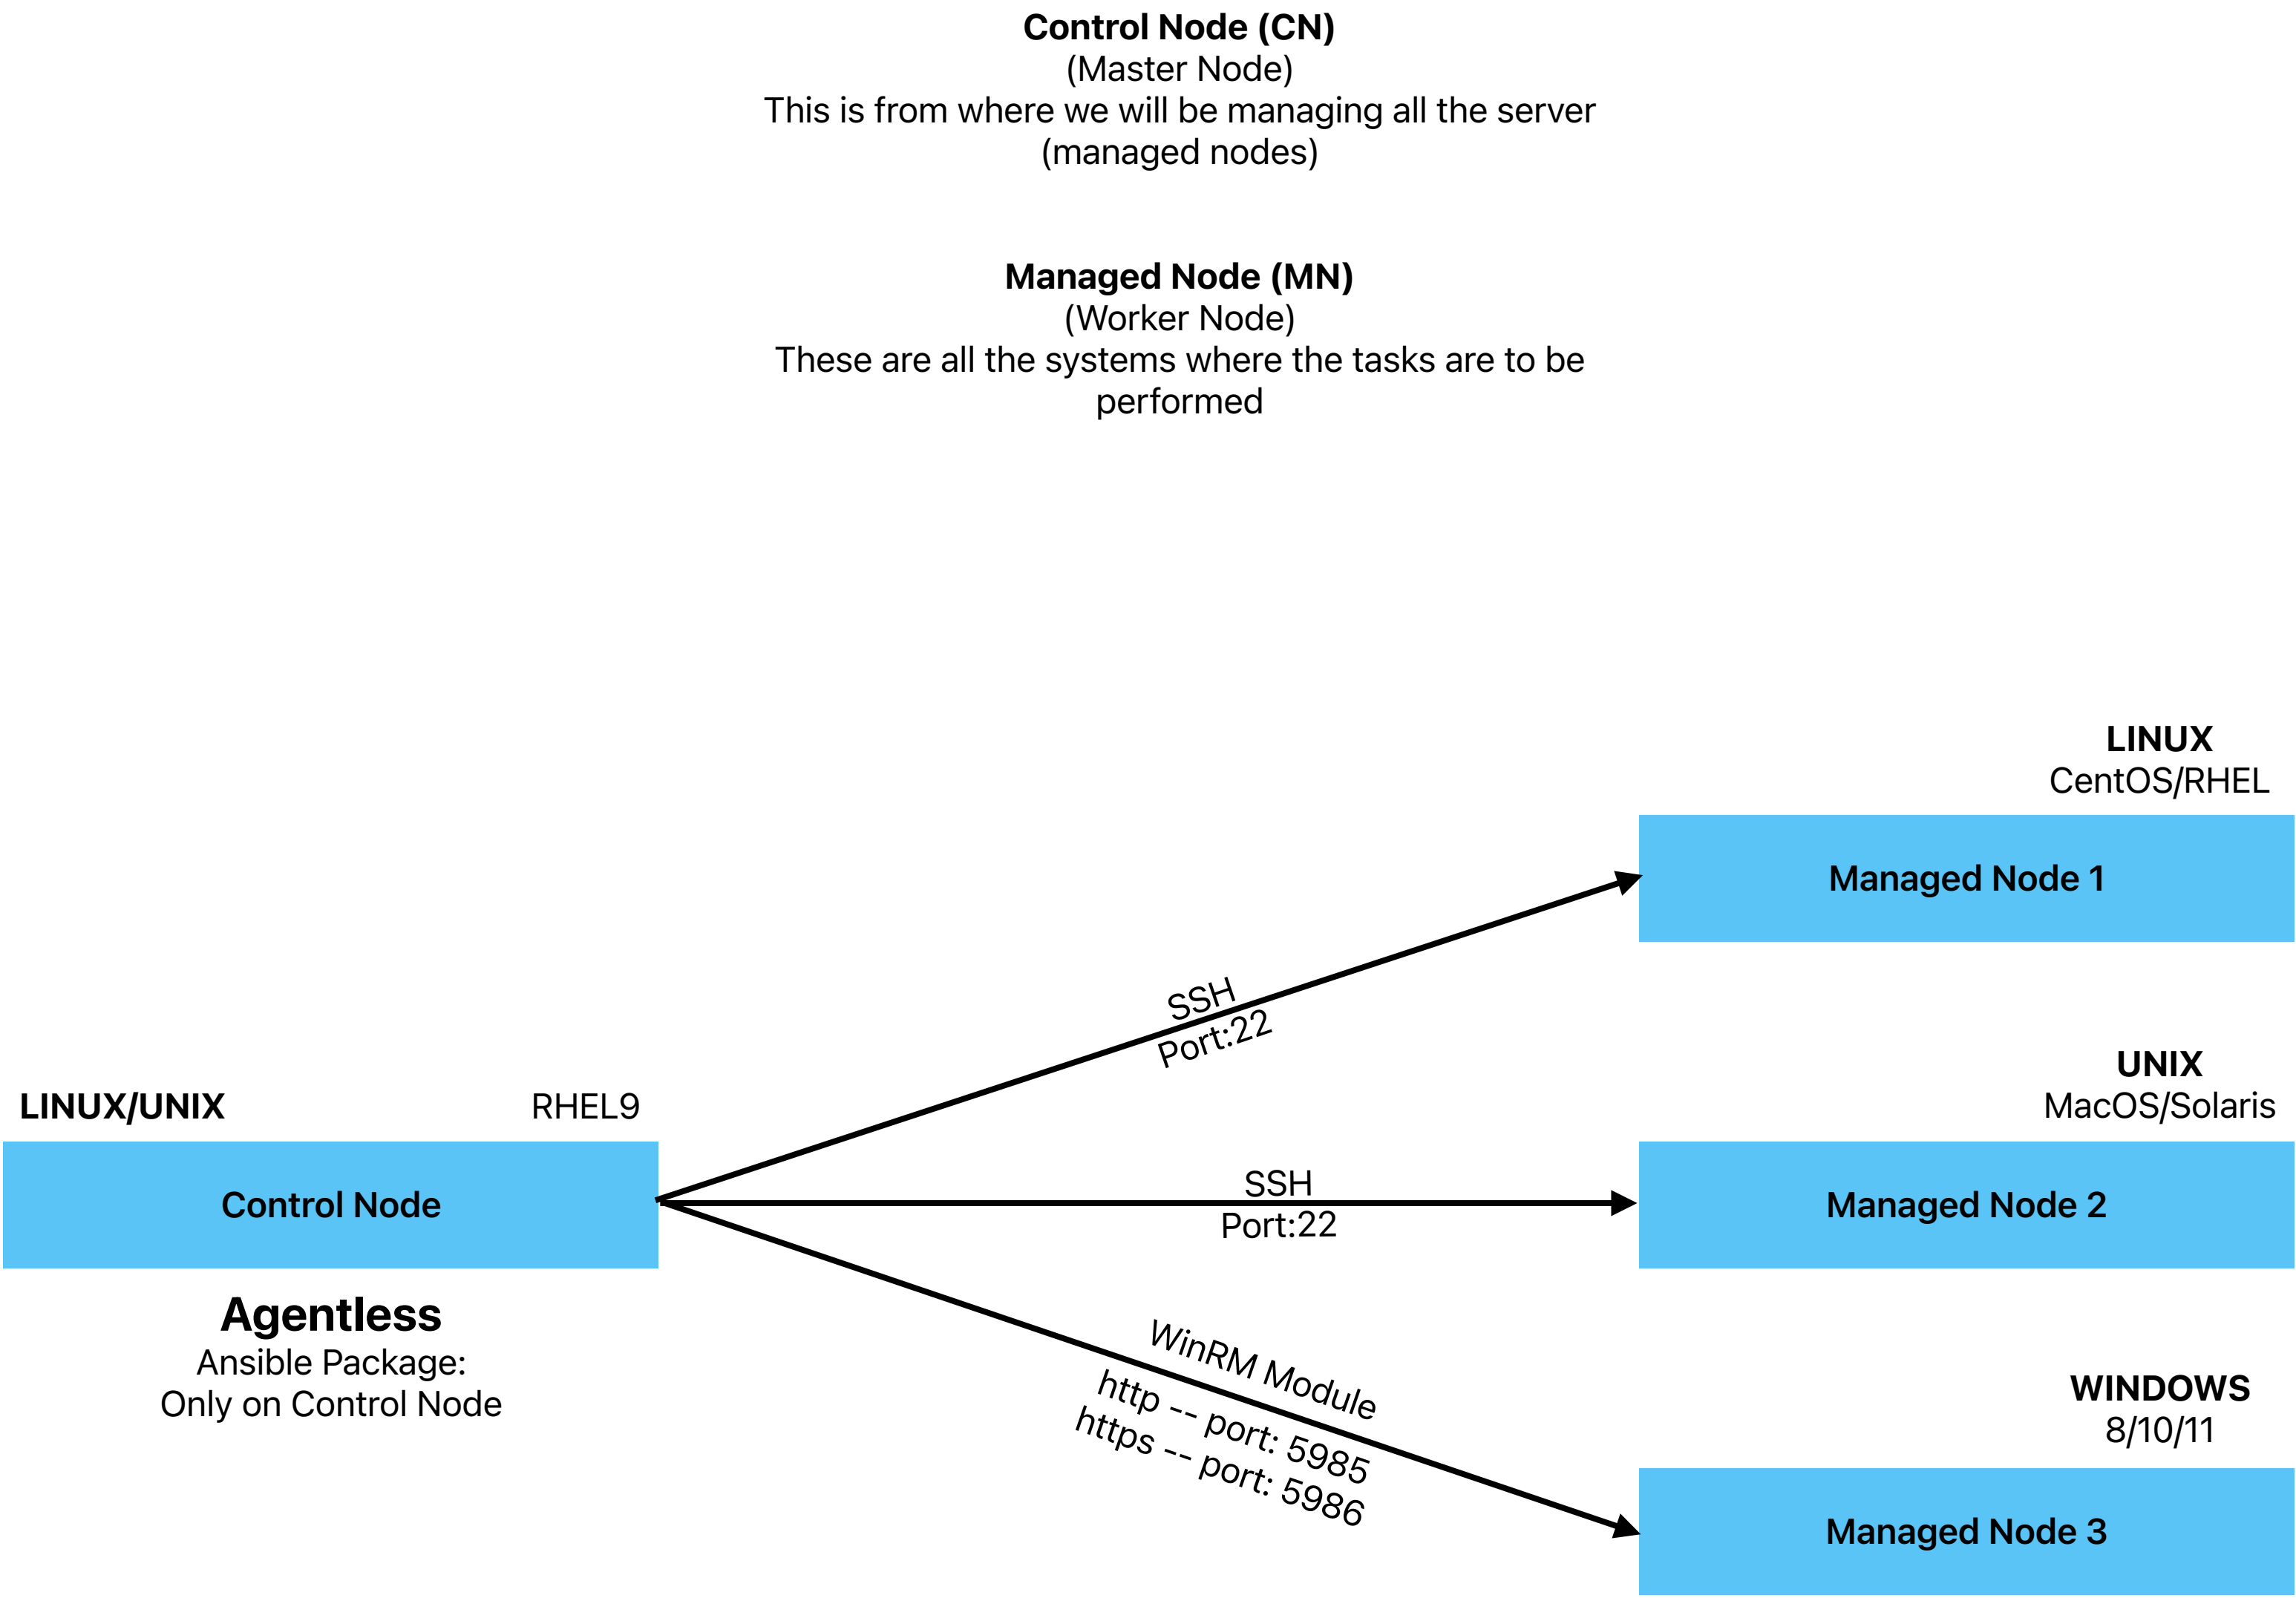 Control Node (CN)
(Master Node)
This is from where we will be managing all the server
(managed nodes)
Managed Node (MN)
(Worker Node)
These are all the systems where the tasks are to be
performed
LINUX
CentOS/RHEL
Managed Node 1
SSH
Port:22
UNIX
MacOS/Solaris
LINUX/UNIX
RHEL9
Control Node
SSH
Port:22
Managed Node 2
Agentless
Ansible Package:
Only on Control Node
WinRM Module
http -- port: 5985
https -- port: 5986
WINDOWS
8/10/11
Managed Node 3